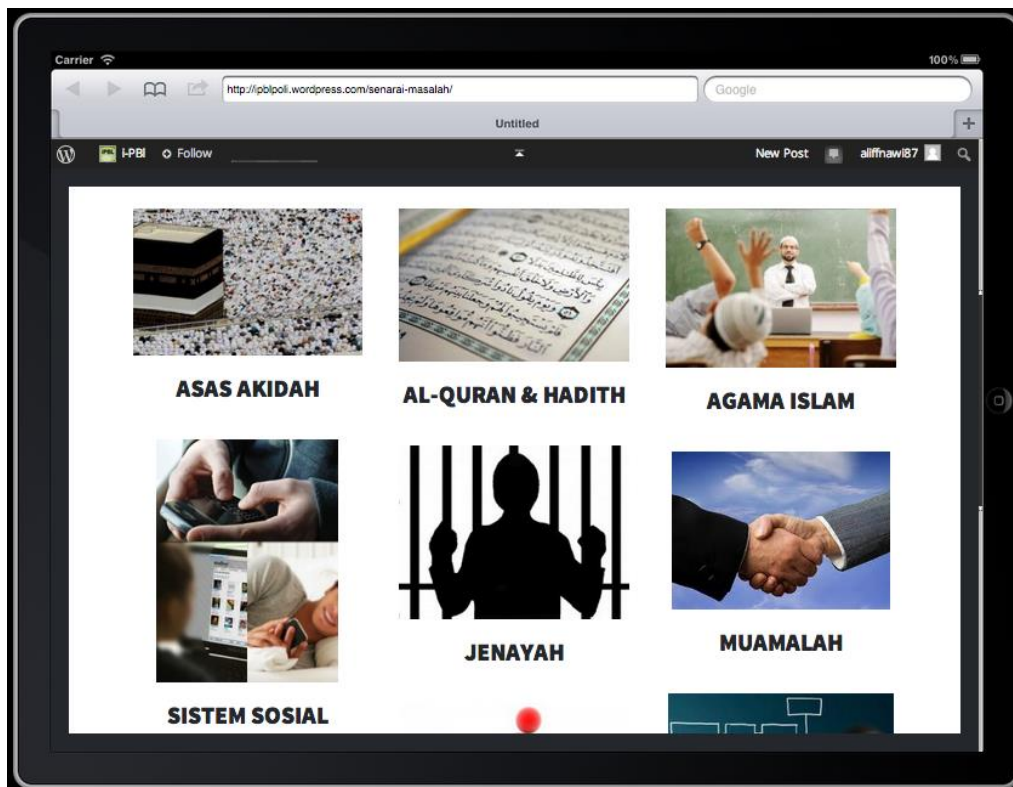 Carrier 100%
http://ipblpoli.wordpress.com/senarai-masalah/ Google
Untitled
i-PBl Follow New Post aliffnawi87
ASAS AKIDAH
AL-QURAN & HADITH
AGAMA ISLAM
SISTEM SOSIAL
JENAYAH
MUAMALAH